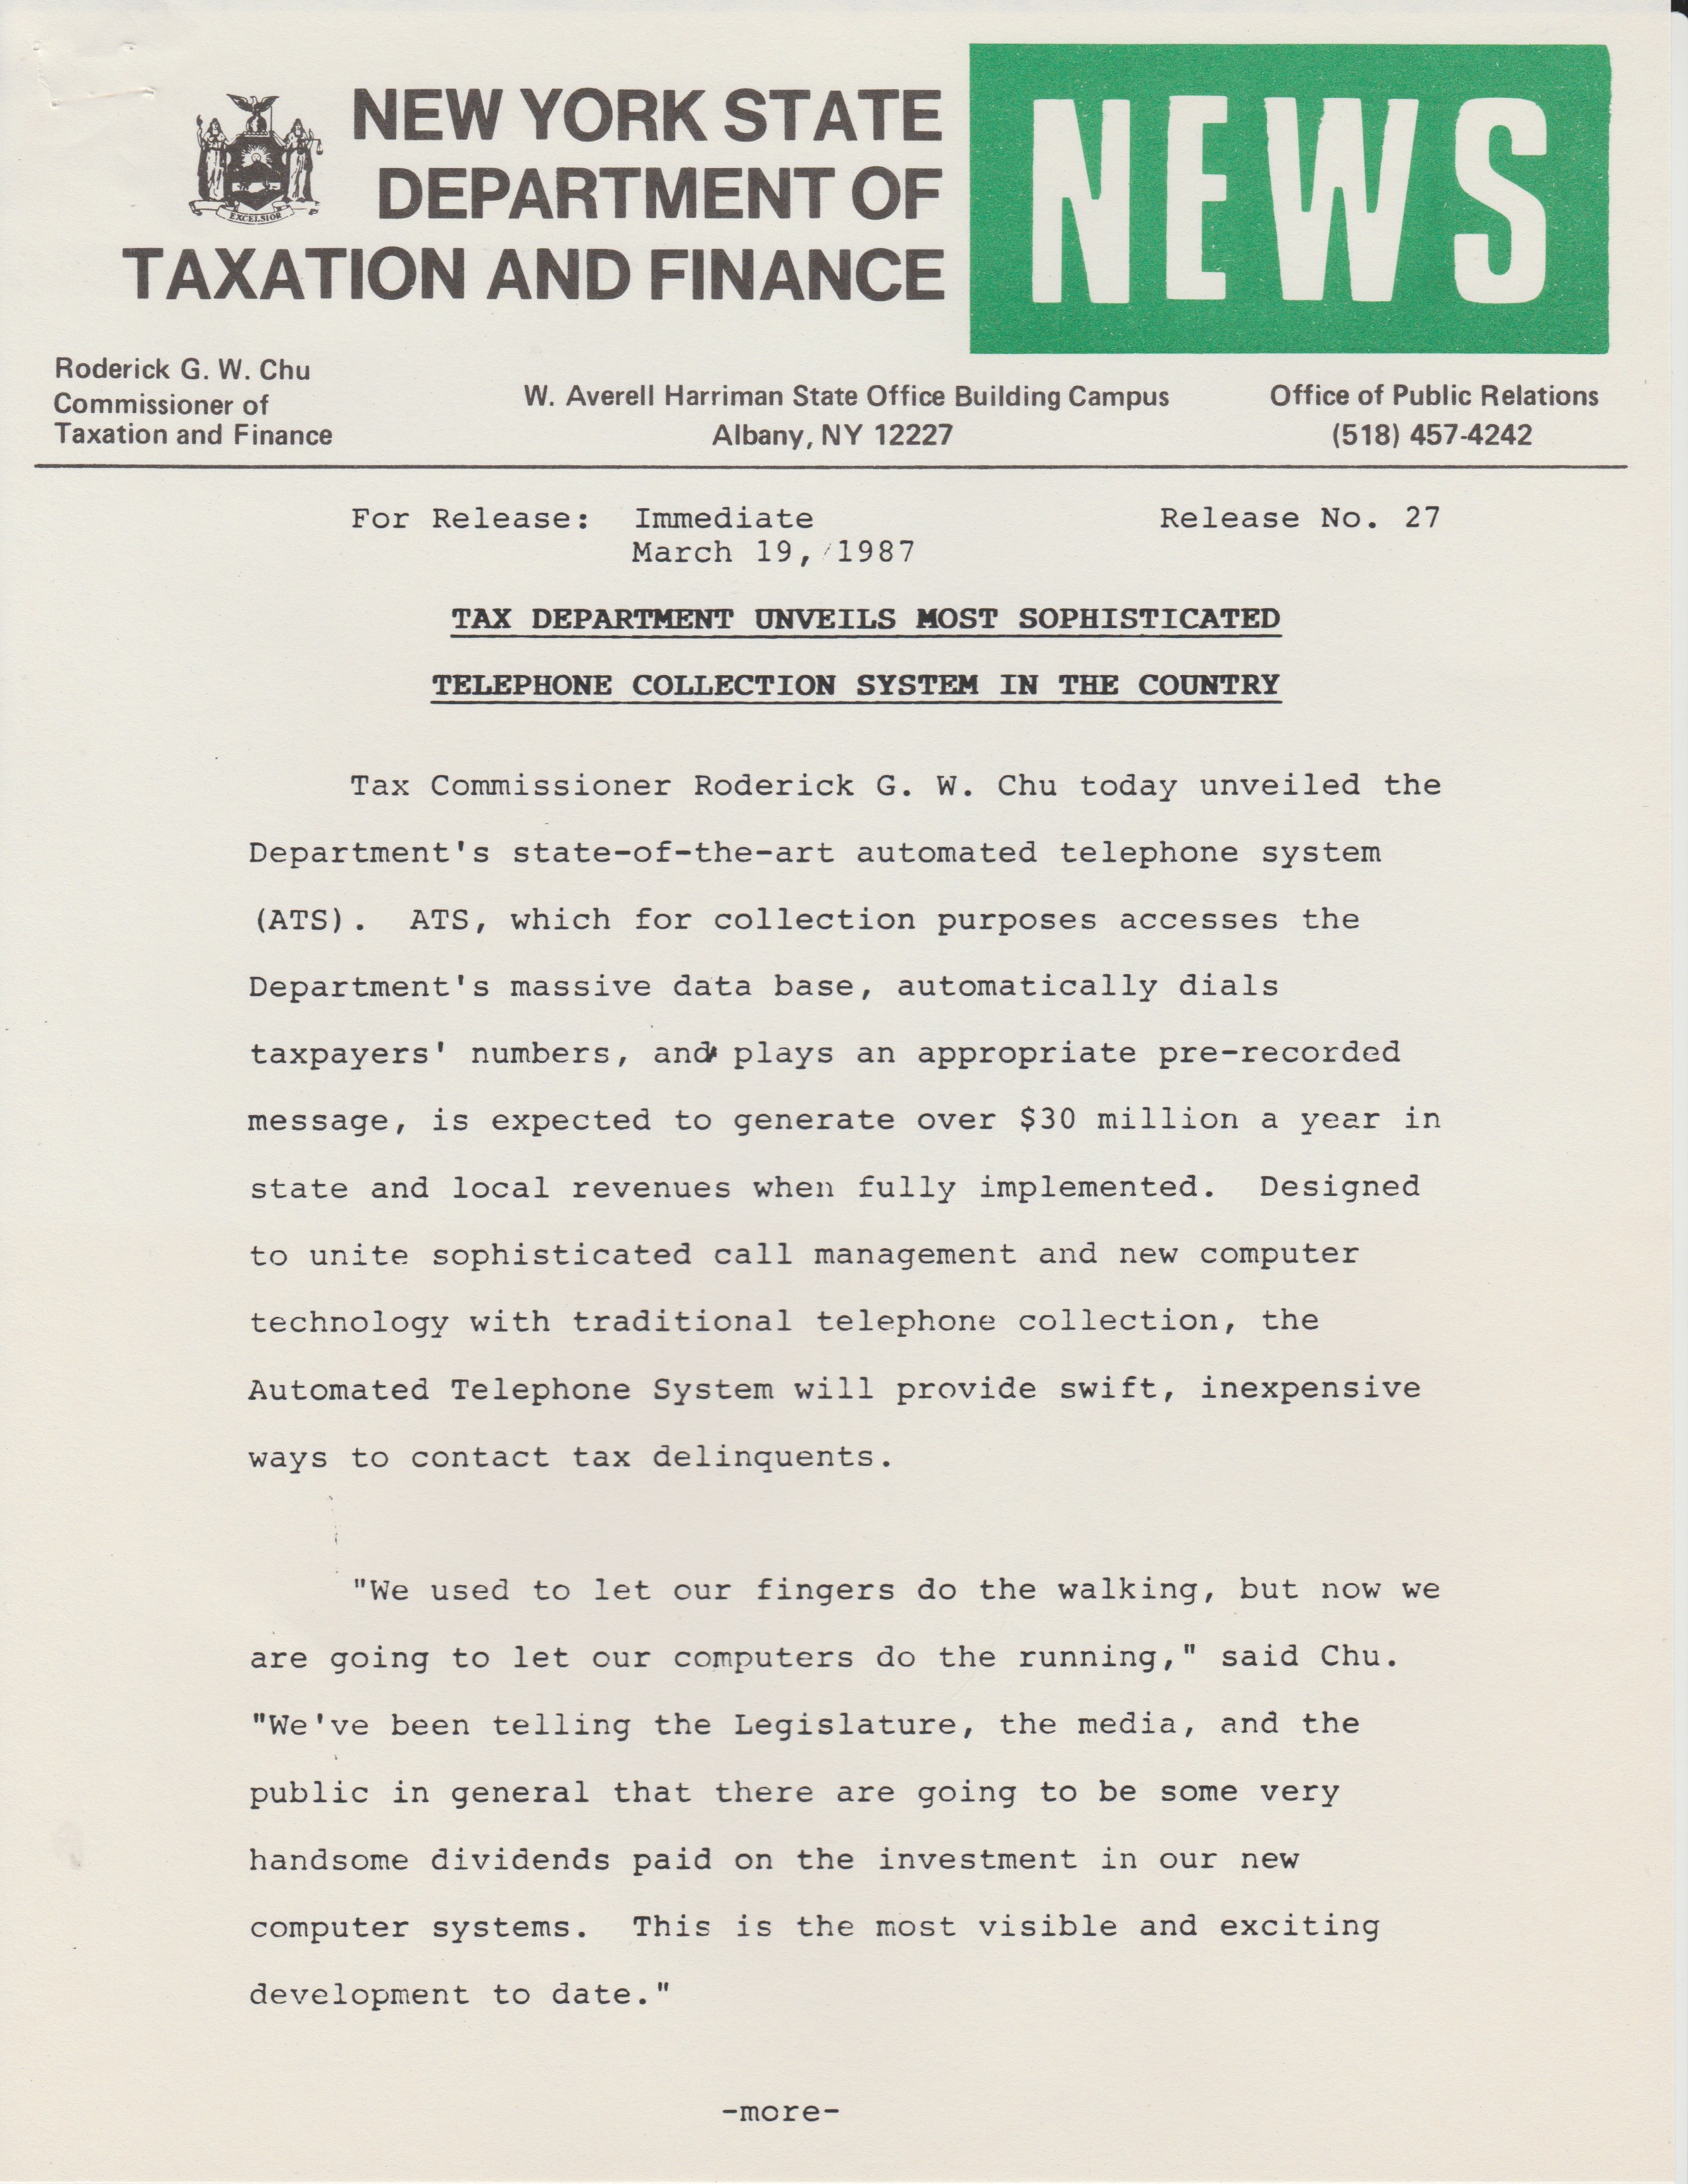 NEW YORK STATE
DEPARTMENT OF
TAXATION AND FINANCE
EXCELSIOR
NEWS
Roderick G. W. Chu
Commissioner of
Taxation and Finance
W. Averell Harriman State Office Building Campus
Albany, NY 12227
Office of Public Relations
(518) 457-4242
For Release: Immediate
March 19, 1987
Release No. 27
TAX DEPARTMENT UNVEILS MOST SOPHISTICATED
TELEPHONE COLLECTION SYSTEM IN THE COUNTRY
Tax Commissioner Roderick G. W. Chu today unveiled the
Department's state-of-the-art automated telephone system
(ATS). ATS, which for collection purposes accesses the
Department's massive data base, automatically dials
taxpayers' numbers, and plays an appropriate pre-recorded
message, is expected to generate over $30 million a year in
state and local revenues when fully implemented. Designed
to unite sophisticated call management and new computer
technology with traditional telephone collection, the
Automated Telephone System will provide swift, inexpensive
ways to contact tax delinquents.
"We used to let our fingers do the walking, but now we
are going to let our computers do the running," said Chu.
"We've been telling the Legislature, the media, and the
public in general that there are going to be some very
handsome dividends paid on the investment in our new
computer systems. This is the most visible and exciting
development to date."
-more-